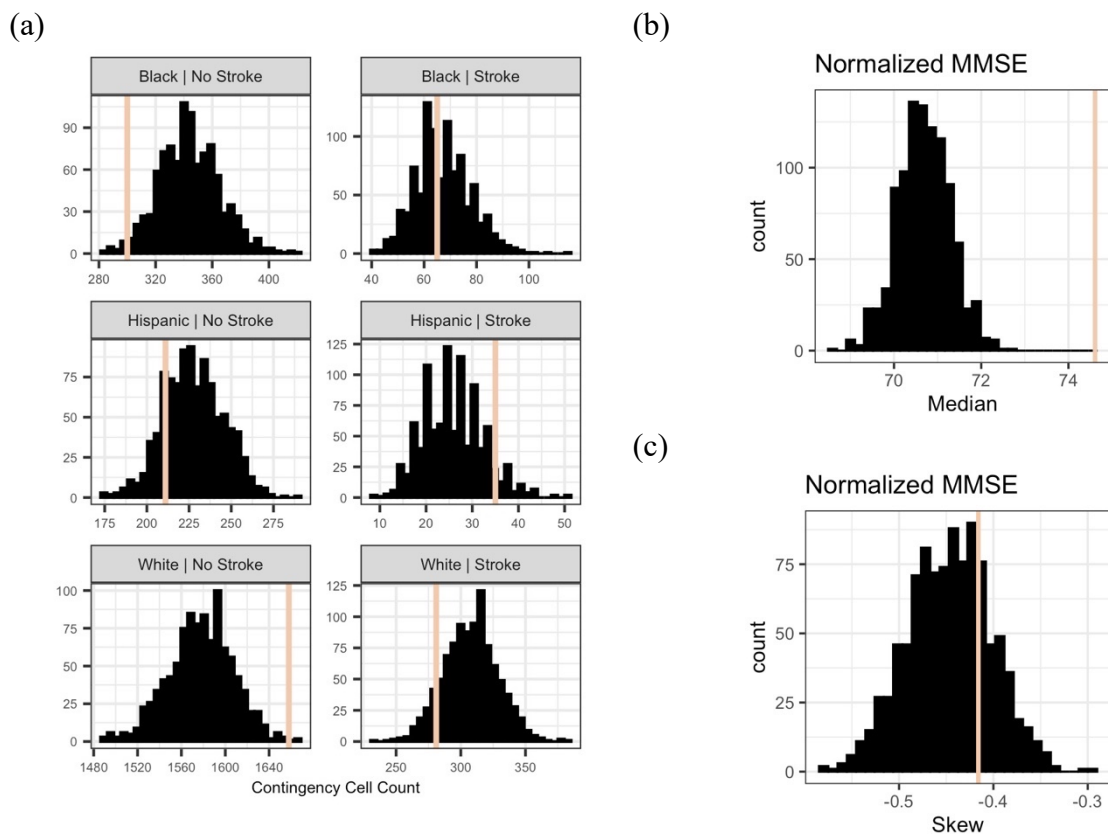 (a)
Black | No Stroke
Black | Stroke
90
60
30
0
100
50
0
280 320 360 400
40 60 80 100
Hispanic | No Stroke
Hispanic | Stroke
75
50
25
0
125
100
75
50
25
0
175 200 225 250 275
10 20 30 40 50
White | No Stroke
White | Stroke
100
75
50
25
0
125
100
75
50
25
0
1480 1520 1560 1600 1640
250 300 350
Contingency Cell Count
(b)
Normalized MMSE
count
100
50
0
70 72 74
Median
(c)
Normalized MMSE
count
75
50
25
0
-0.5 -0.4 -0.3
Skew